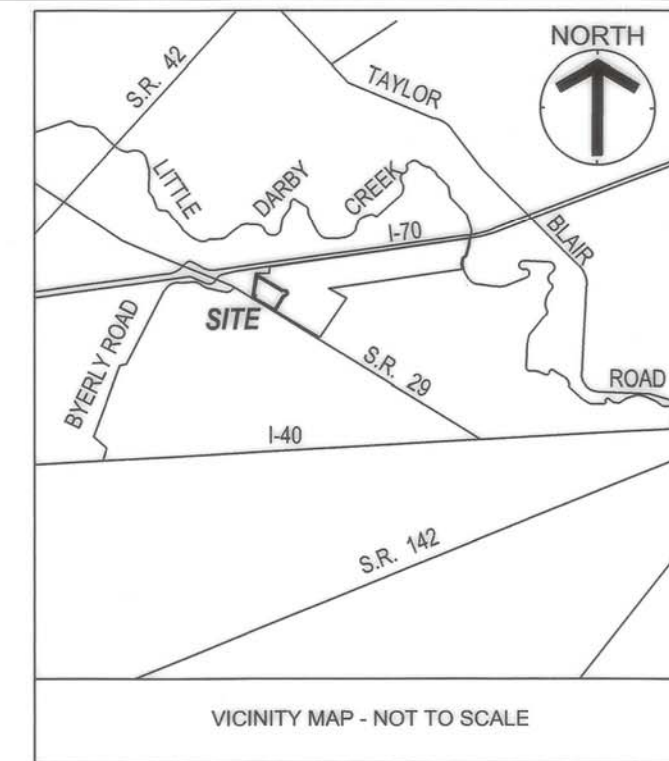 NORTH
S.R. 42
TAYLOR
LITTLE
DARBY
CREEK
I-70
BLAIR
SITE
BYERLY ROAD
S.R. 29
ROAD
I-40
S.R. 142
VICINITY MAP - NOT TO SCALE